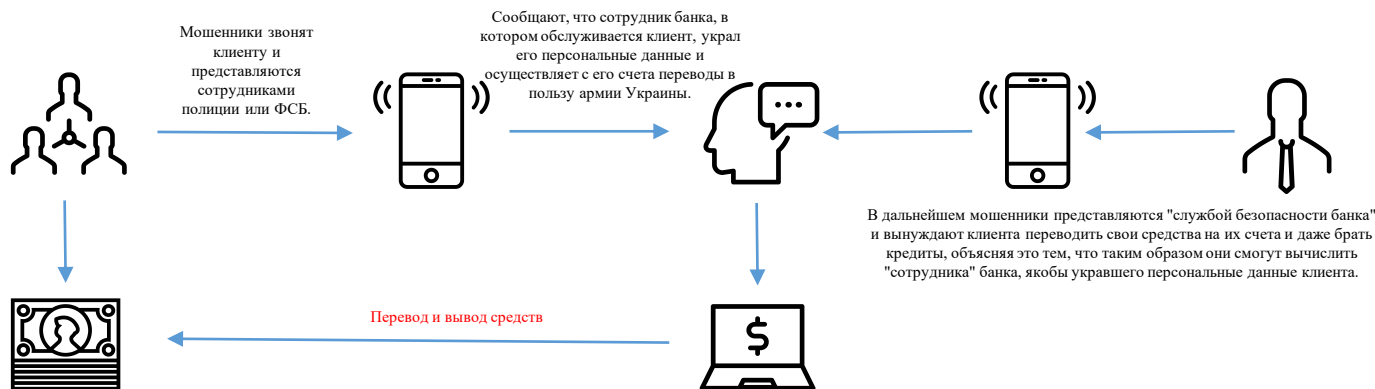 Мошенники звонят
клиенту и
представляются
сотрудниками
полиции или ФСБ.
Сообщают, что сотрудник банка, в
котором обслуживается клиент, украл
его персональные данные и
осуществляет с его счета переводы в
пользу армии Украины.
В дальнейшем мошенники представляются "службой безопасности банка"
и вынуждают клиента переводить свои средства на их счета и даже брать
кредиты, объясняя это тем, что таким образом они смогут вычислить
"сотрудника" банка, якобы укравшего персональные данные клиента.
Перевод и вывод средств
$